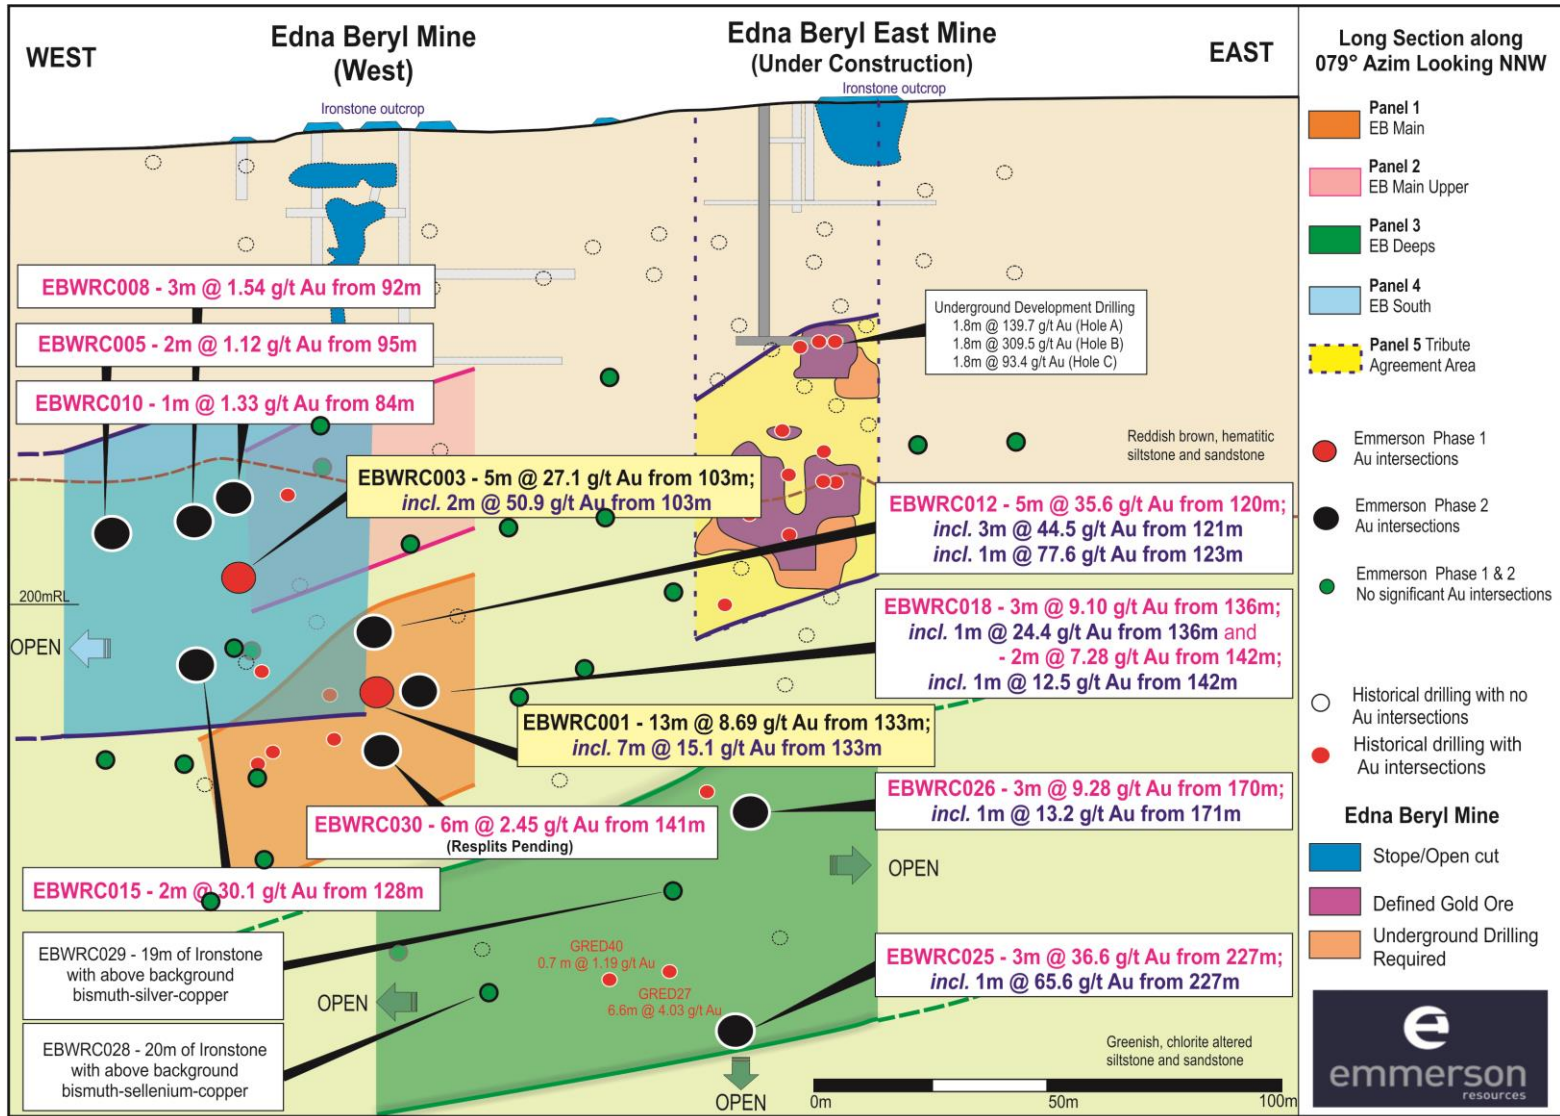 WEST
Edna Beryl Mine
(West)
Ironstone outcrop
Edna Beryl East Mine
(Under Construction)
Ironstone outcrop
EAST
EBWRC008 - 3m @ 1.54 g/t Au from 92m
EBWRC005 - 2m @ 1.12 g/t Au from 95m
EBWRC010 - 1m @ 1.33 g/t Au from 84m
Underground Development Drilling
1.8m @ 139.7 g/t Au (Hole A)
1.8m @ 309.5 g/t Au (Hole B)
1.8m @ 93.4 g/t Au (Hole C)
Reddish brown, hematitic
siltstone and sandstone
EBWRC003 - 5m @ 27.1 g/t Au from 103m;
incl. 2m @ 50.9 g/t Au from 103m
EBWRC012 - 5m @ 35.6 g/t Au from 120m;
incl. 3m @ 44.5 g/t Au from 121m
incl. 1m @ 77.6 g/t Au from 123m
200mRL
OPEN
EBWRC018 - 3m @ 9.10 g/t Au from 136m;
incl. 1m @ 24.4 g/t Au from 136m and
- 2m @ 7.28 g/t Au from 142m;
incl. 1m @ 12.5 g/t Au from 142m
EBWRC001 - 13m @ 8.69 g/t Au from 133m;
incl. 7m @ 15.1 g/t Au from 133m
EBWRC030 - 6m @ 2.45 g/t Au from 141m
(Resplits Pending)
EBWRC026 - 3m @ 9.28 g/t Au from 170m;
incl. 1m @ 13.2 g/t Au from 171m
OPEN
EBWRC015 - 2m @ 30.1 g/t Au from 128m
EBWRC029 - 19m of Ironstone
with above background
bismuth-silver-copper
GRED40
0.7 m @ 1.19 g/t Au
GRED27
6.6m @ 4.03 g/t Au
OPEN
EBWRC025 - 3m @ 36.6 g/t Au from 227m;
incl. 1m @ 65.6 g/t Au from 227m
EBWRC028 - 20m of Ironstone
with above background
bismuth-sellenium-copper
Greenish, chlorite altered
siltstone and sandstone
OPEN
0m 50m 100m
Long Section along
079° Azim Looking NNW
Panel 1
EB Main
Panel 2
EB Main Upper
Panel 3
EB Deeps
Panel 4
EB South
Panel 5 Tribute
Agreement Area
Emmerson Phase 1
Au intersections
Emmerson Phase 2
Au intersections
Emmerson Phase 1 & 2
No significant Au intersections
Historical drilling with no
Au intersections
Historical drilling with
Au intersections
Edna Beryl Mine
Stope/Open cut
Defined Gold Ore
Underground Drilling
Required
emmerson
resources